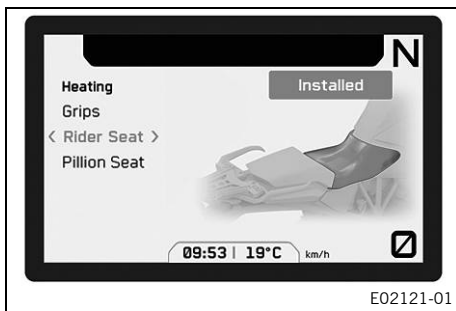 N
Heating
Installed
Grips
< Rider Seat >
Pillion Seat
09:53 | 19°C
km/h
E02121-01